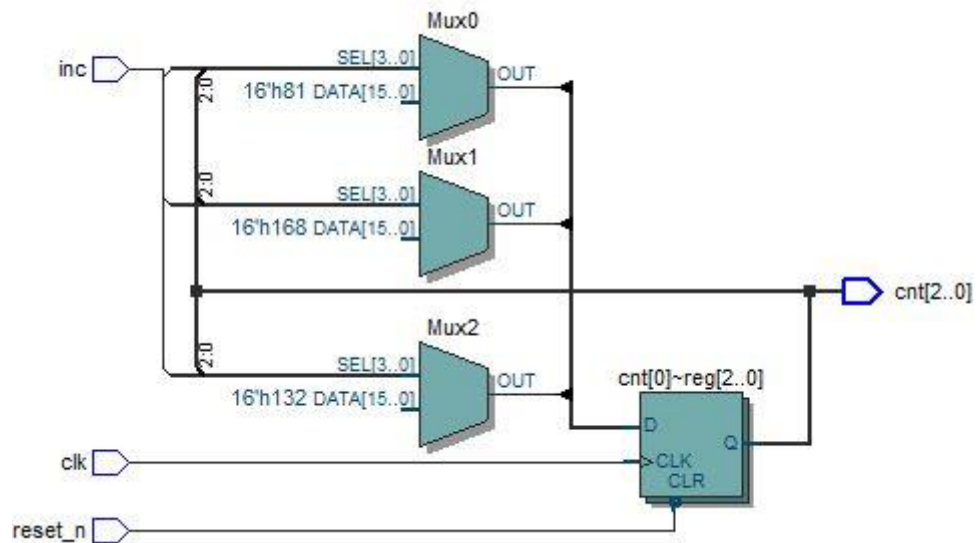 Mux0
inc
SEL[3..0]
OUT
2:0
16'h81 DATA[15..0]
Mux1
2:0
SEL[3..0]
OUT
16'h168 DATA[15..0]
cnt[2..0]
Mux2
2:0
SEL[3..0]
OUT
cnt[0]~reg[2..0]
16'h132 DATA[15..0]
D
Q
clk
CLK
CLR
reset_n